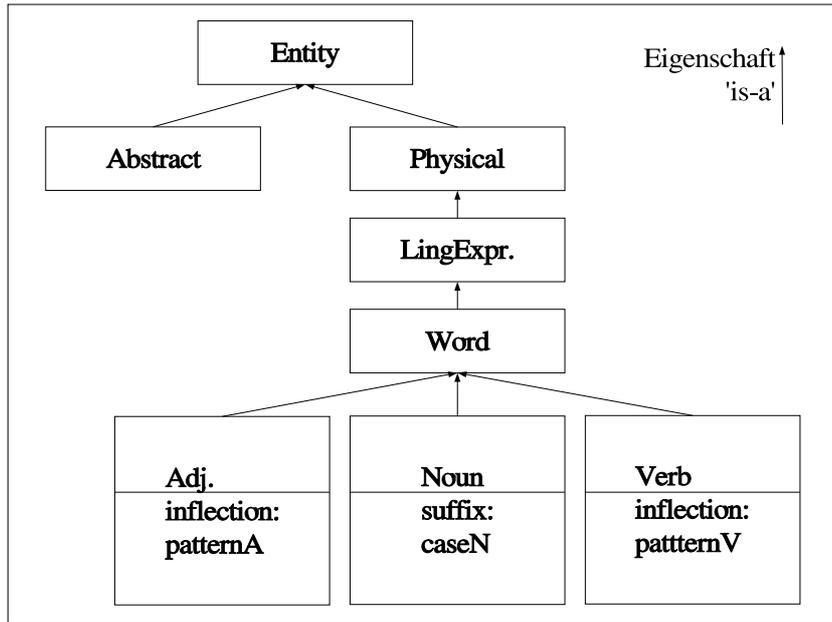 Entity
Eigenschaft
'is-a'
Abstract
Physical
LingExpr.
Word
Adj.
inflection:
patternA
Noun
suffix:
caseN
Verb
inflection:
pattternV